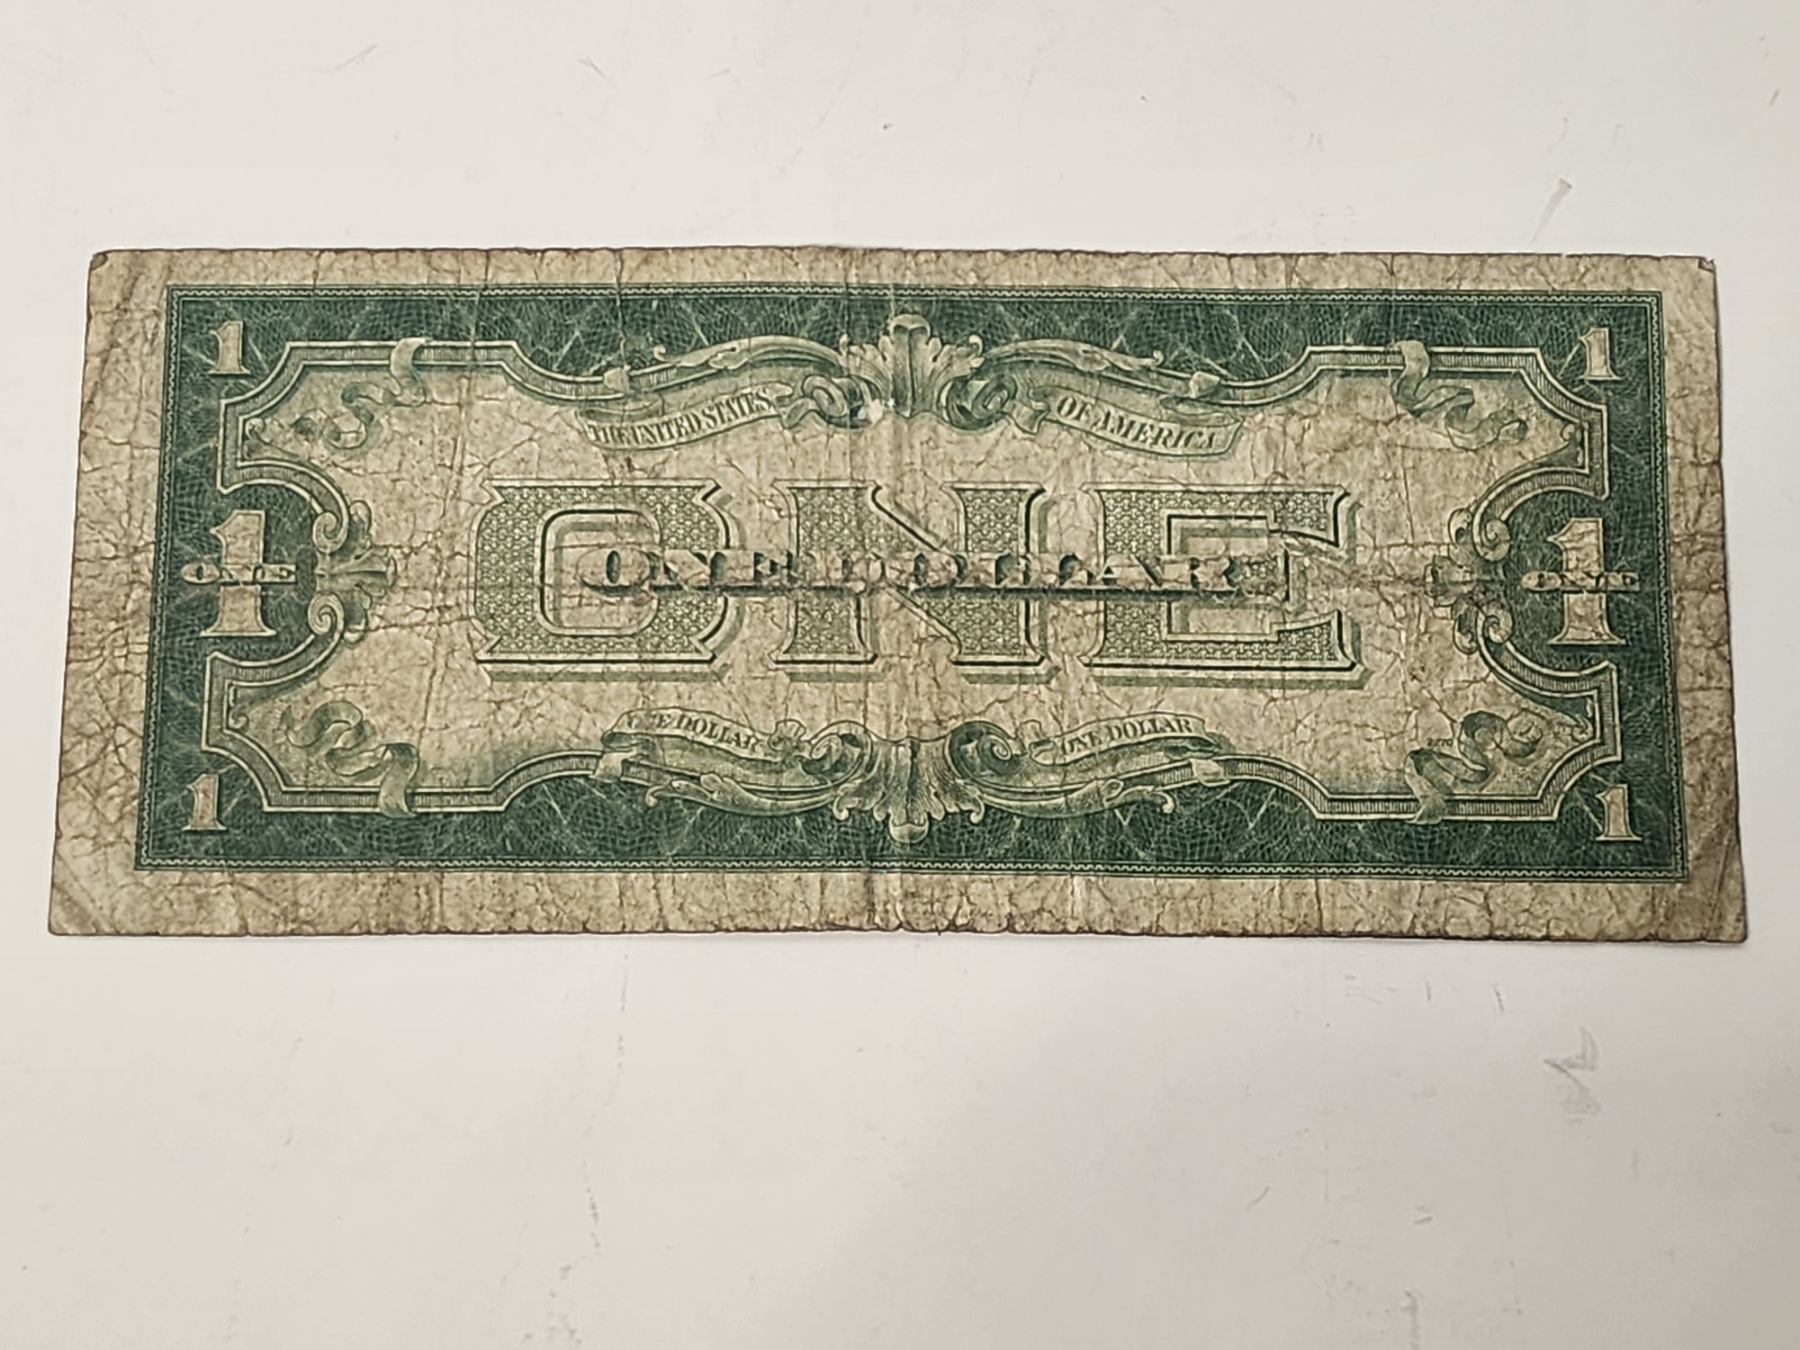 1 1
THE UNITED STATES OF AMERICA
ONE
1 ONE ONE DOLLAR 1 ONE
ONE DOLLAR ONE DOLLAR
1 1